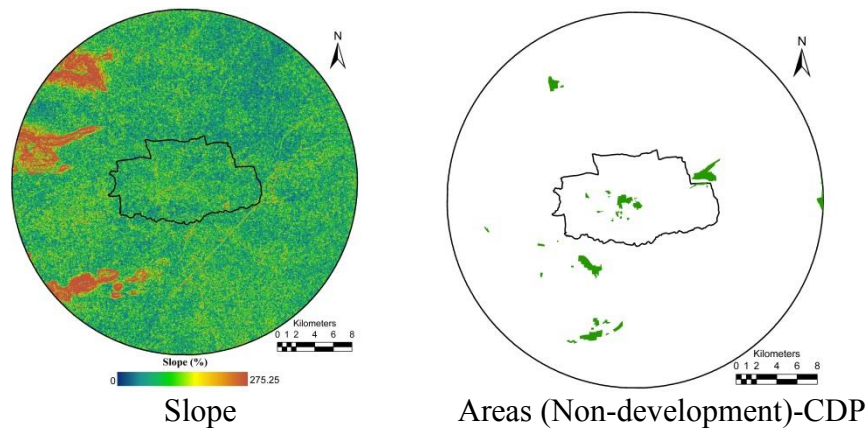 N
Kilometers
0 1 2 4 6 8
Slope (%)
0 275.25
Slope
N
Kilometers
0 1 2 4 6 8
Areas (Non-development)-CDP